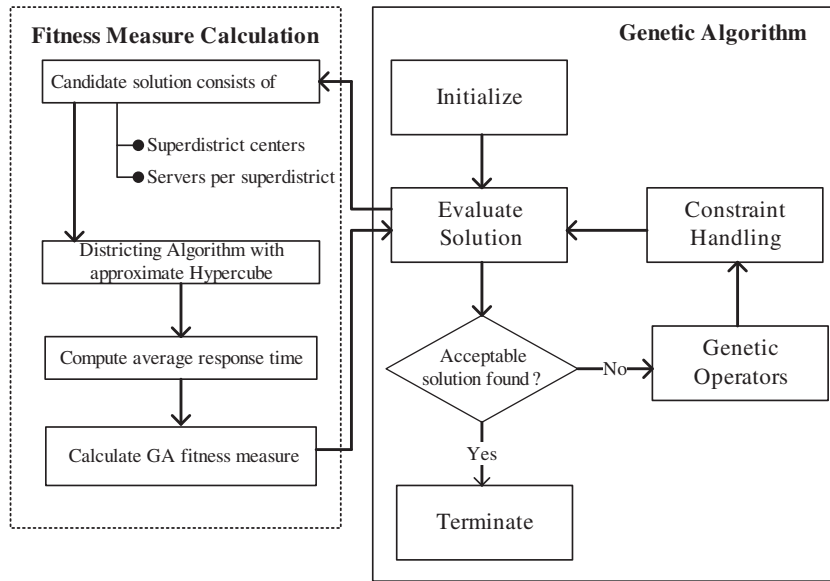 Fitness Measure Calculation
Candidate solution consists of
Superdistrict centers
Servers per superdistrict
Districting Algorithm with
approximate Hypercube
Compute average response time
Calculate GA fitness measure
Genetic Algorithm
Initialize
Evaluate
Solution
Constraint
Handling
Acceptable
solution found ?
No
Genetic
Operators
Yes
Terminate